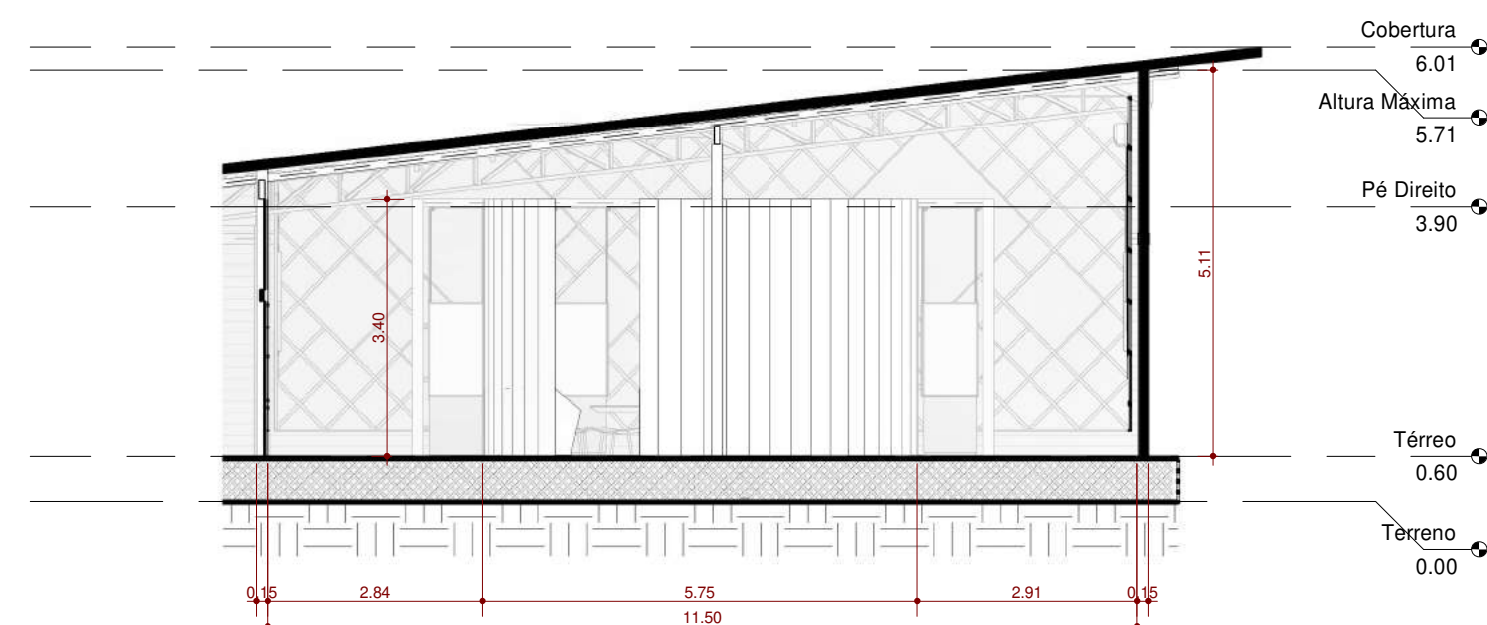 Cobertura
6.01
Altura Máxima
5.71
Pé Direito
3.90
5.11
3.40
Térreo
0.60
Terreno
0.00
0.15
2.84
5.75
2.91
0.15
11.50